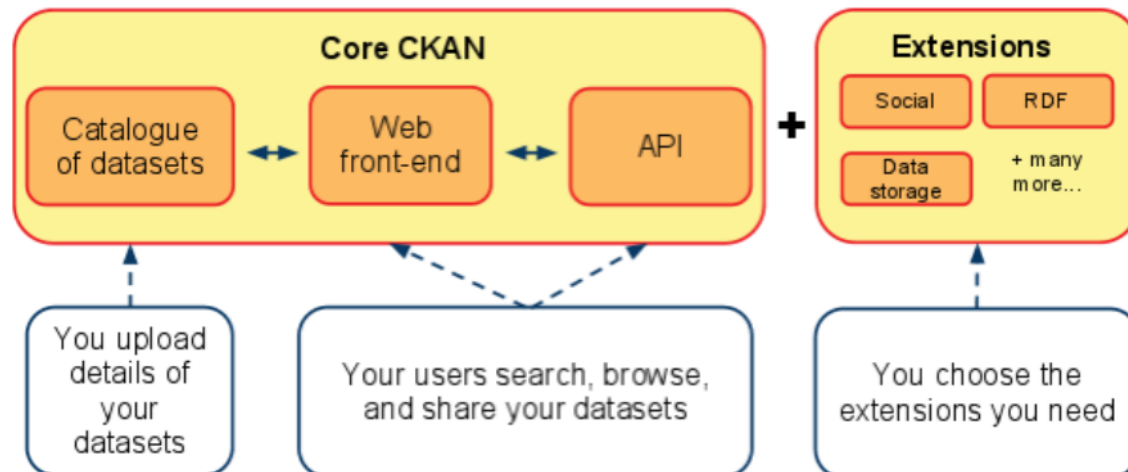 Core CKAN
Catalogue
of datasets
Web
front-end
API
+
Extensions
Social
RDF
Data
storage
+ many
more...
You upload
details of
your
datasets
Your users search, browse,
and share your datasets
You choose the
extensions you need